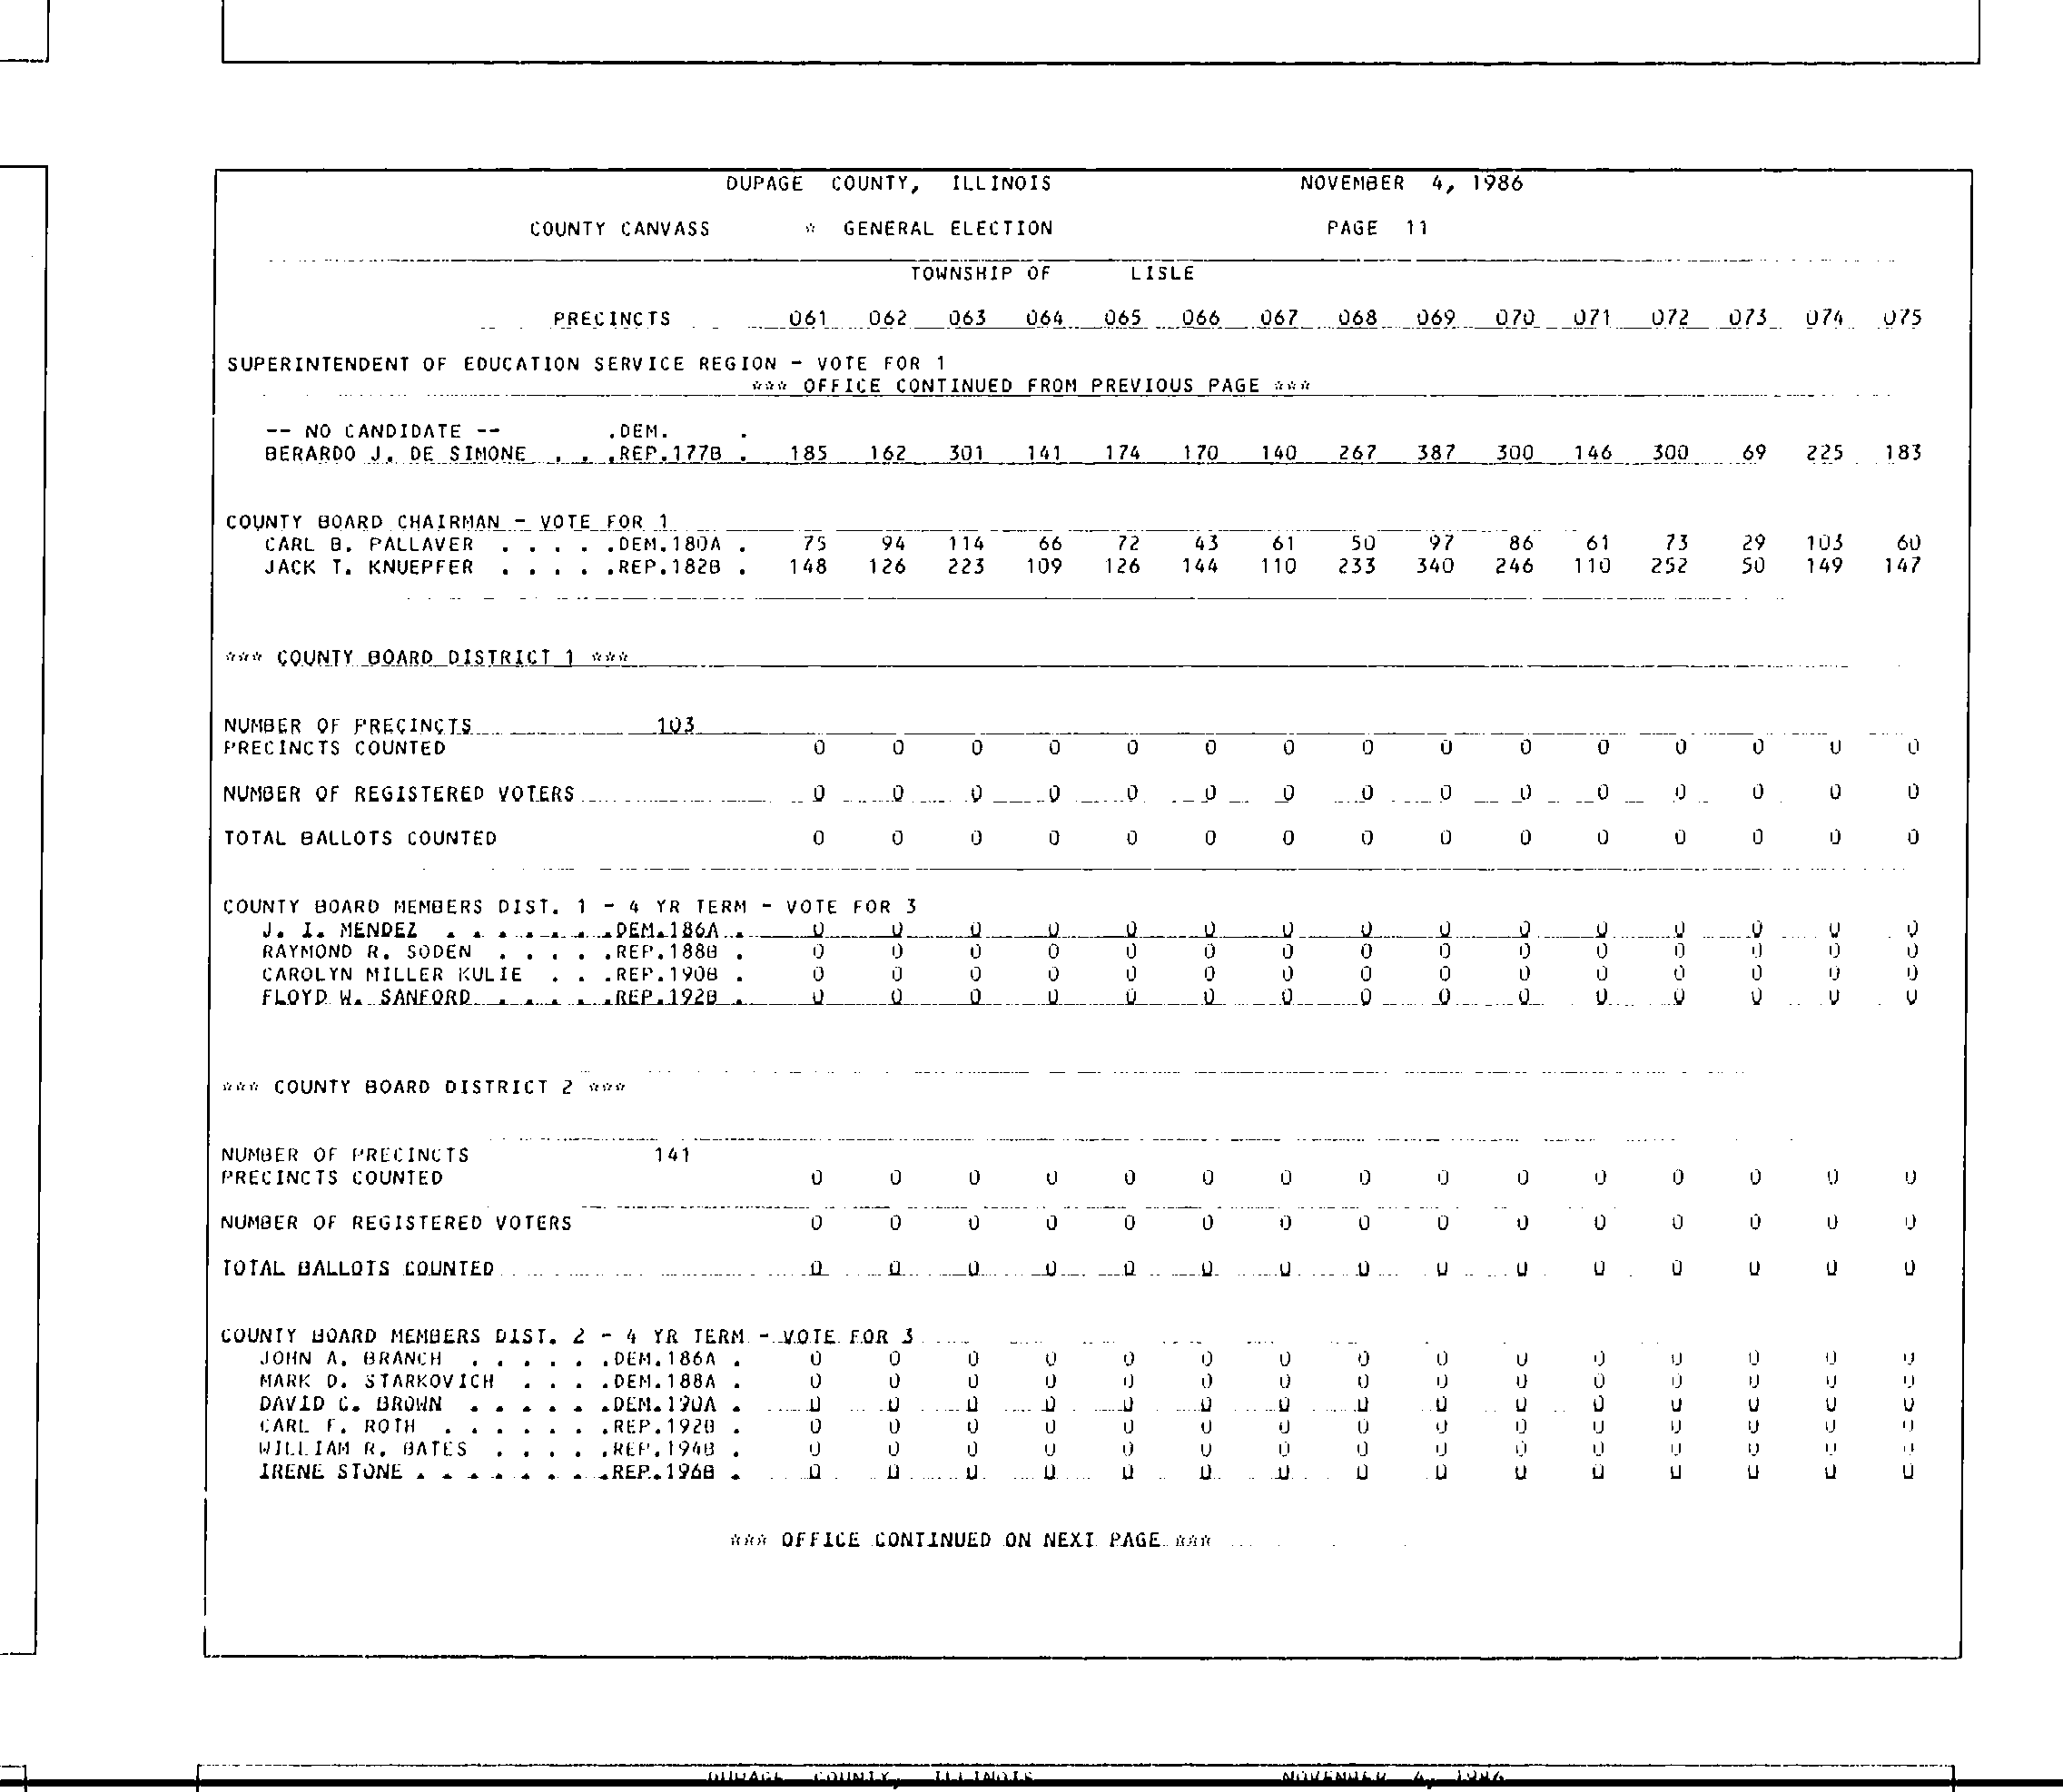 DUPAGE COUNTY, ILLINOIS NOVEMBER 4, 1986
COUNTY CANVASS * GENERAL ELECTION PAGE 11
TOWNSHIP OF LISLE
PRECINCTS 061 062 063 064 065 066 067 068 069 070 071 072 073 074 075
SUPERINTENDENT OF EDUCATION SERVICE REGION - VOTE FOR 1
*** OFFICE CONTINUED FROM PREVIOUS PAGE ***
-- NO CANDIDATE -- .DEM. .
BERARDO J. DE SIMONE . . .REP.177B . 185 162 301 141 174 170 140 267 387 300 146 300 69 225 183
COUNTY BOARD CHAIRMAN - VOTE FOR 1
CARL B. PALLAVER . . . . .DEM.180A . 75 94 114 66 72 43 61 50 97 86 61 73 29 103 60
JACK T. KNUEPFER . . . . .REP.182B . 148 126 223 109 126 144 110 233 340 246 110 252 50 149 147
*** COUNTY BOARD DISTRICT 1 ***
NUMBER OF PRECINCTS 103
PRECINCTS COUNTED 0 0 0 0 0 0 0 0 0 0 0 0 0 0 0
NUMBER OF REGISTERED VOTERS 0 0 0 0 0 0 0 0 0 0 0 0 0 0 0
TOTAL BALLOTS COUNTED 0 0 0 0 0 0 0 0 0 0 0 0 0 0 0
COUNTY BOARD MEMBERS DIST. 1 - 4 YR TERM - VOTE FOR 3
J. I. MENDEZ . . . . . . .DEM.186A . 0 0 0 0 0 0 0 0 0 0 0 0 0 0 0
RAYMOND R. SODEN . . . . .REP.188B . 0 0 0 0 0 0 0 0 0 0 0 0 0 0 0
CAROLYN MILLER KULIE . . .REP.190B . 0 0 0 0 0 0 0 0 0 0 0 0 0 0 0
FLOYD W. SANFORD . . . . .REP.192B . 0 0 0 0 0 0 0 0 0 0 0 0 0 0 0
*** COUNTY BOARD DISTRICT 2 ***
NUMBER OF PRECINCTS 141
PRECINCTS COUNTED 0 0 0 0 0 0 0 0 0 0 0 0 0 0 0
NUMBER OF REGISTERED VOTERS 0 0 0 0 0 0 0 0 0 0 0 0 0 0 0
TOTAL BALLOTS COUNTED 0 0 0 0 0 0 0 0 0 0 0 0 0 0 0
COUNTY BOARD MEMBERS DIST. 2 - 4 YR TERM - VOTE FOR 3
JOHN A. BRANCH . . . . . .DEM.186A . 0 0 0 0 0 0 0 0 0 0 0 0 0 0 0
MARK D. STARKOVICH . . . .DEM.188A . 0 0 0 0 0 0 0 0 0 0 0 0 0 0 0
DAVID C. BROWN . . . . . .DEM.190A . 0 0 0 0 0 0 0 0 0 0 0 0 0 0 0
CARL F. ROTH . . . . . . .REP.192B . 0 0 0 0 0 0 0 0 0 0 0 0 0 0 0
WILLIAM R. BATES . . . . .REP.194B . 0 0 0 0 0 0 0 0 0 0 0 0 0 0 0
IRENE STONE . . . . . . . .REP.196B . 0 0 0 0 0 0 0 0 0 0 0 0 0 0 0
*** OFFICE CONTINUED ON NEXT PAGE ***
DUPAGE COUNTY, ILLINOIS NOVEMBER 4, 1986